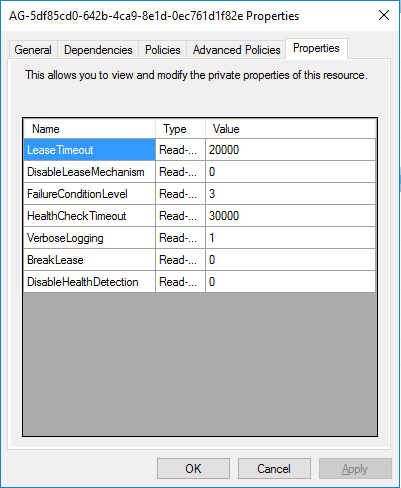 AG-5df85cd0-642b-4ca9-8e1d-0ec761d1f82e Properties
General Dependencies Policies Advanced Policies Properties
This allows you to view and modify the private properties of this resource.
Name Type Value
LeaseTimeout Read-... 20000
DisableLeaseMechanism Read-... 0
FailureConditionLevel Read-... 3
HealthCheckTimeout Read-... 30000
VerboseLogging Read-... 1
BreakLease Read-... 0
DisableHealthDetection Read-... 0
OK Cancel Apply